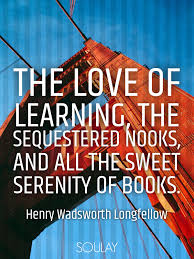 THE LOVE OF
LEARNING, THE
SEQUESTERED NOOKS,
AND ALL THE SWEET
SERENITY OF BOOKS.
Henry Wadsworth Longfellow
SOULAY